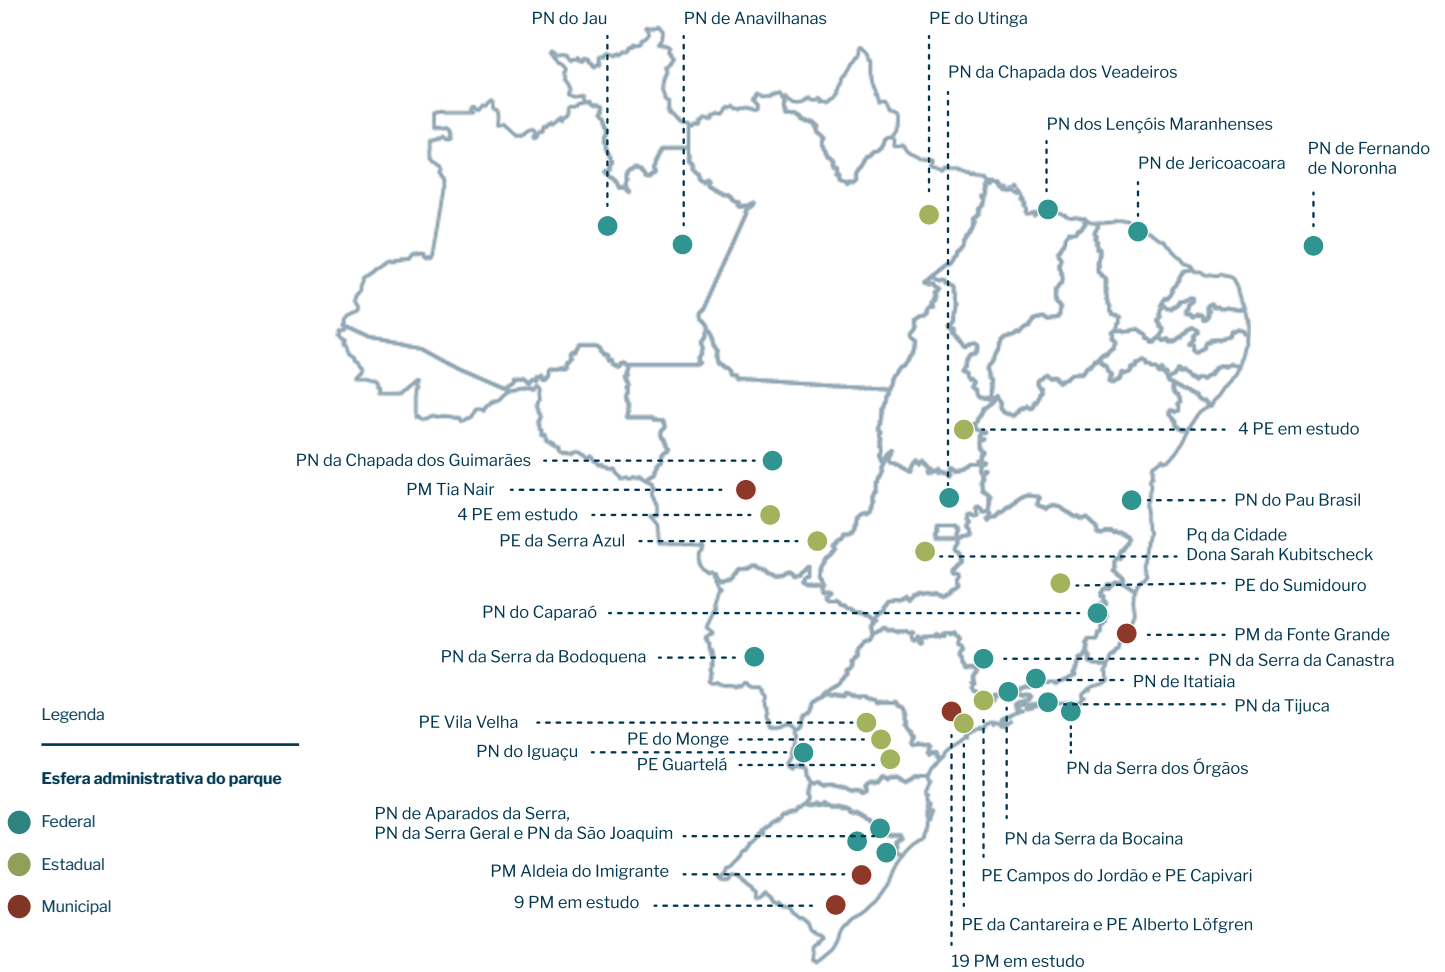 PN do Jau
PN de Anavilhanas
PE do Utinga
PN da Chapada dos Veadeiros
PN dos Lençóis Maranhenses
PN de Jericoacoara
PN de Fernando
de Noronha
4 PE em estudo
PN da Chapada dos Guimarães
PM Tia Nair
PN do Pau Brasil
4 PE em estudo
PE da Serra Azul
Pq da Cidade
Dona Sarah Kubitscheck
PE do Sumidouro
PN do Caparaó
PM da Fonte Grande
PN da Serra da Bodoquena
PN da Serra da Canastra
PN de Itatiaia
PN da Tijuca
Legenda
PE Vila Velha
PE do Monge
PN do Iguaçu
PE Guartelá
PN da Serra dos Órgãos
Esfera administrativa do parque
Federal
Estadual
Municipal
PN de Aparados da Serra,
PN da Serra Geral e PN da São Joaquim
PN da Serra da Bocaina
PM Aldeia do Imigrante
PE Campos do Jordão e PE Capivari
9 PM em estudo
PE da Cantareira e PE Alberto Löfgren
19 PM em estudo